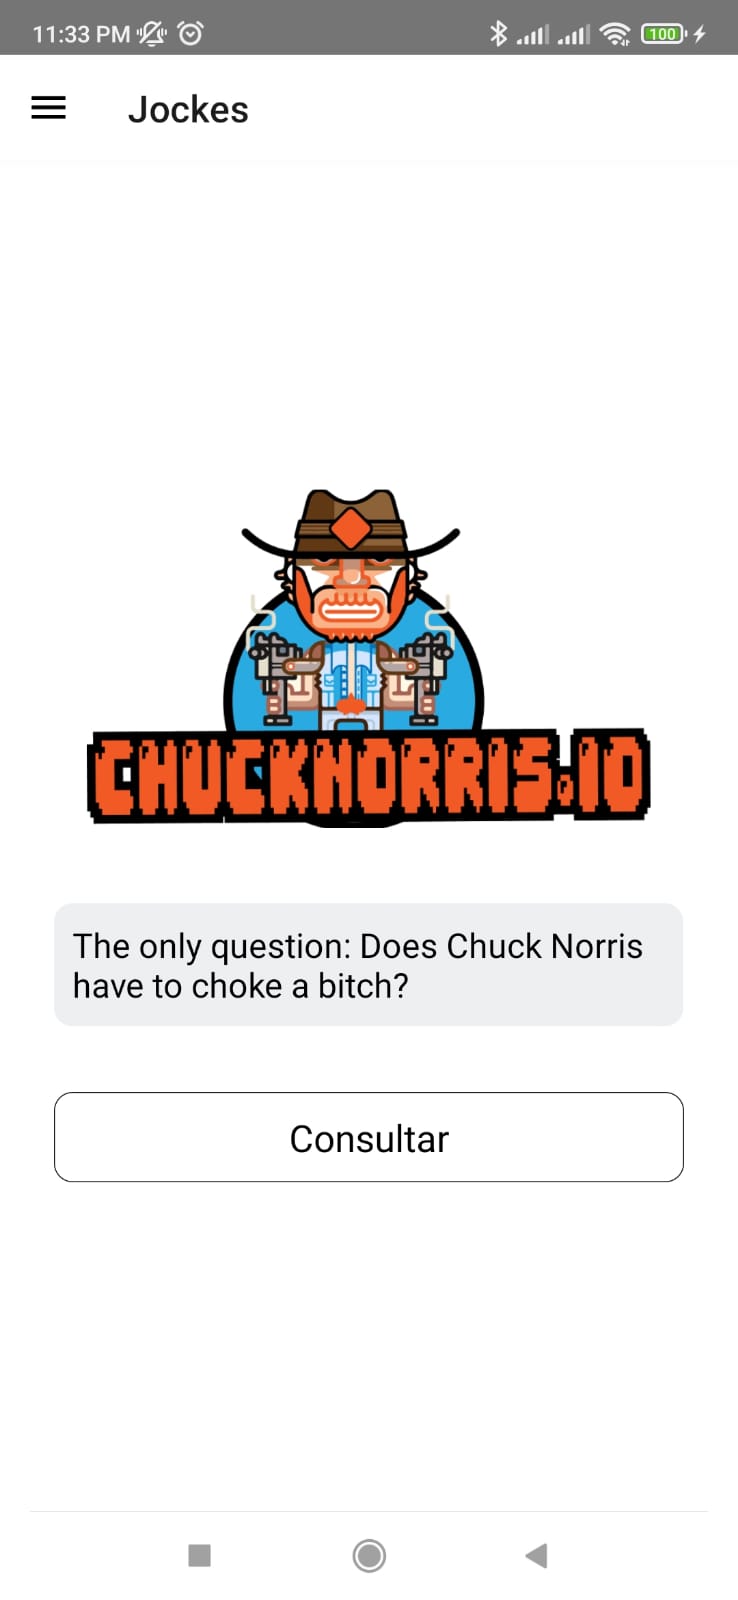 11:33 PM
100
Jockes
CHUCKNORRIS.IO
The only question: Does Chuck Norris
have to choke a bitch?
Consultar